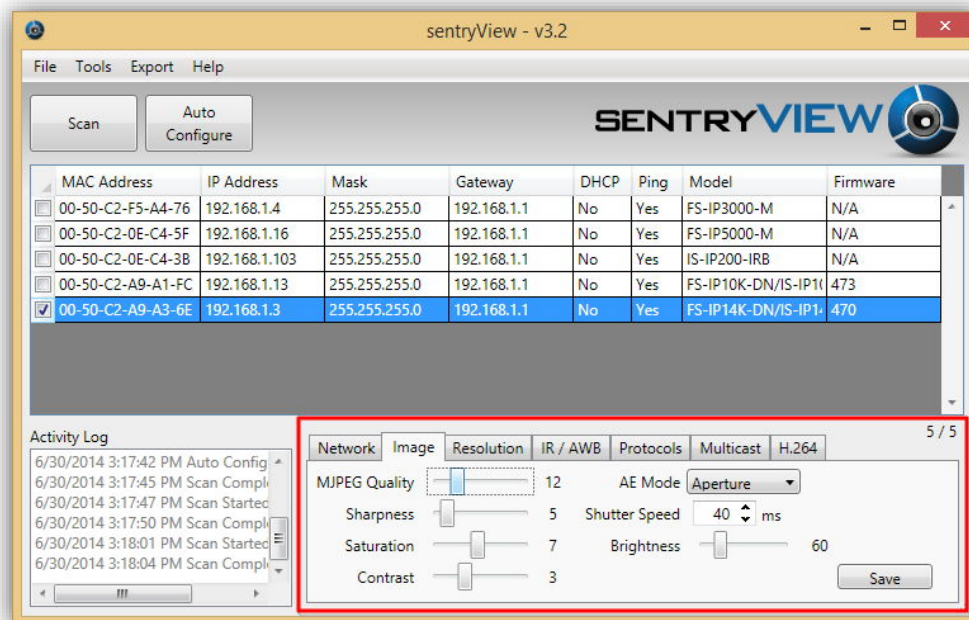 sentryView - v3.2
File Tools Export Help
Scan
Auto
Configure
SENTRYVIEW
MAC Address IP Address Mask Gateway DHCP Ping Model Firmware
00-50-C2-F5-A4-76 192.168.1.4 255.255.255.0 192.168.1.1 No Yes FS-IP3000-M N/A
00-50-C2-0E-C4-5F 192.168.1.16 255.255.255.0 192.168.1.1 No Yes FS-IP5000-M N/A
00-50-C2-0E-C4-3B 192.168.1.103 255.255.255.0 192.168.1.1 No Yes IS-IP200-IRB N/A
00-50-C2-A9-A1-FC 192.168.1.13 255.255.255.0 192.168.1.1 No Yes FS-IP10K-DN/IS-IP1( 473
00-50-C2-A9-A3-6E 192.168.1.3 255.255.255.0 192.168.1.1 No Yes FS-IP14K-DN/IS-IP1 470
Activity Log
6/30/2014 3:17:42 PM Auto Config
6/30/2014 3:17:45 PM Scan Compl
6/30/2014 3:17:47 PM Scan Started
6/30/2014 3:17:50 PM Scan Compl
6/30/2014 3:18:01 PM Scan Started
6/30/2014 3:18:04 PM Scan Compl
5 / 5
Network Image Resolution IR / AWB Protocols Multicast H.264
MJPEG Quality 12 AE Mode Aperture
Sharpness 5 Shutter Speed 40 ms
Saturation 7 Brightness 60
Contrast 3
Save